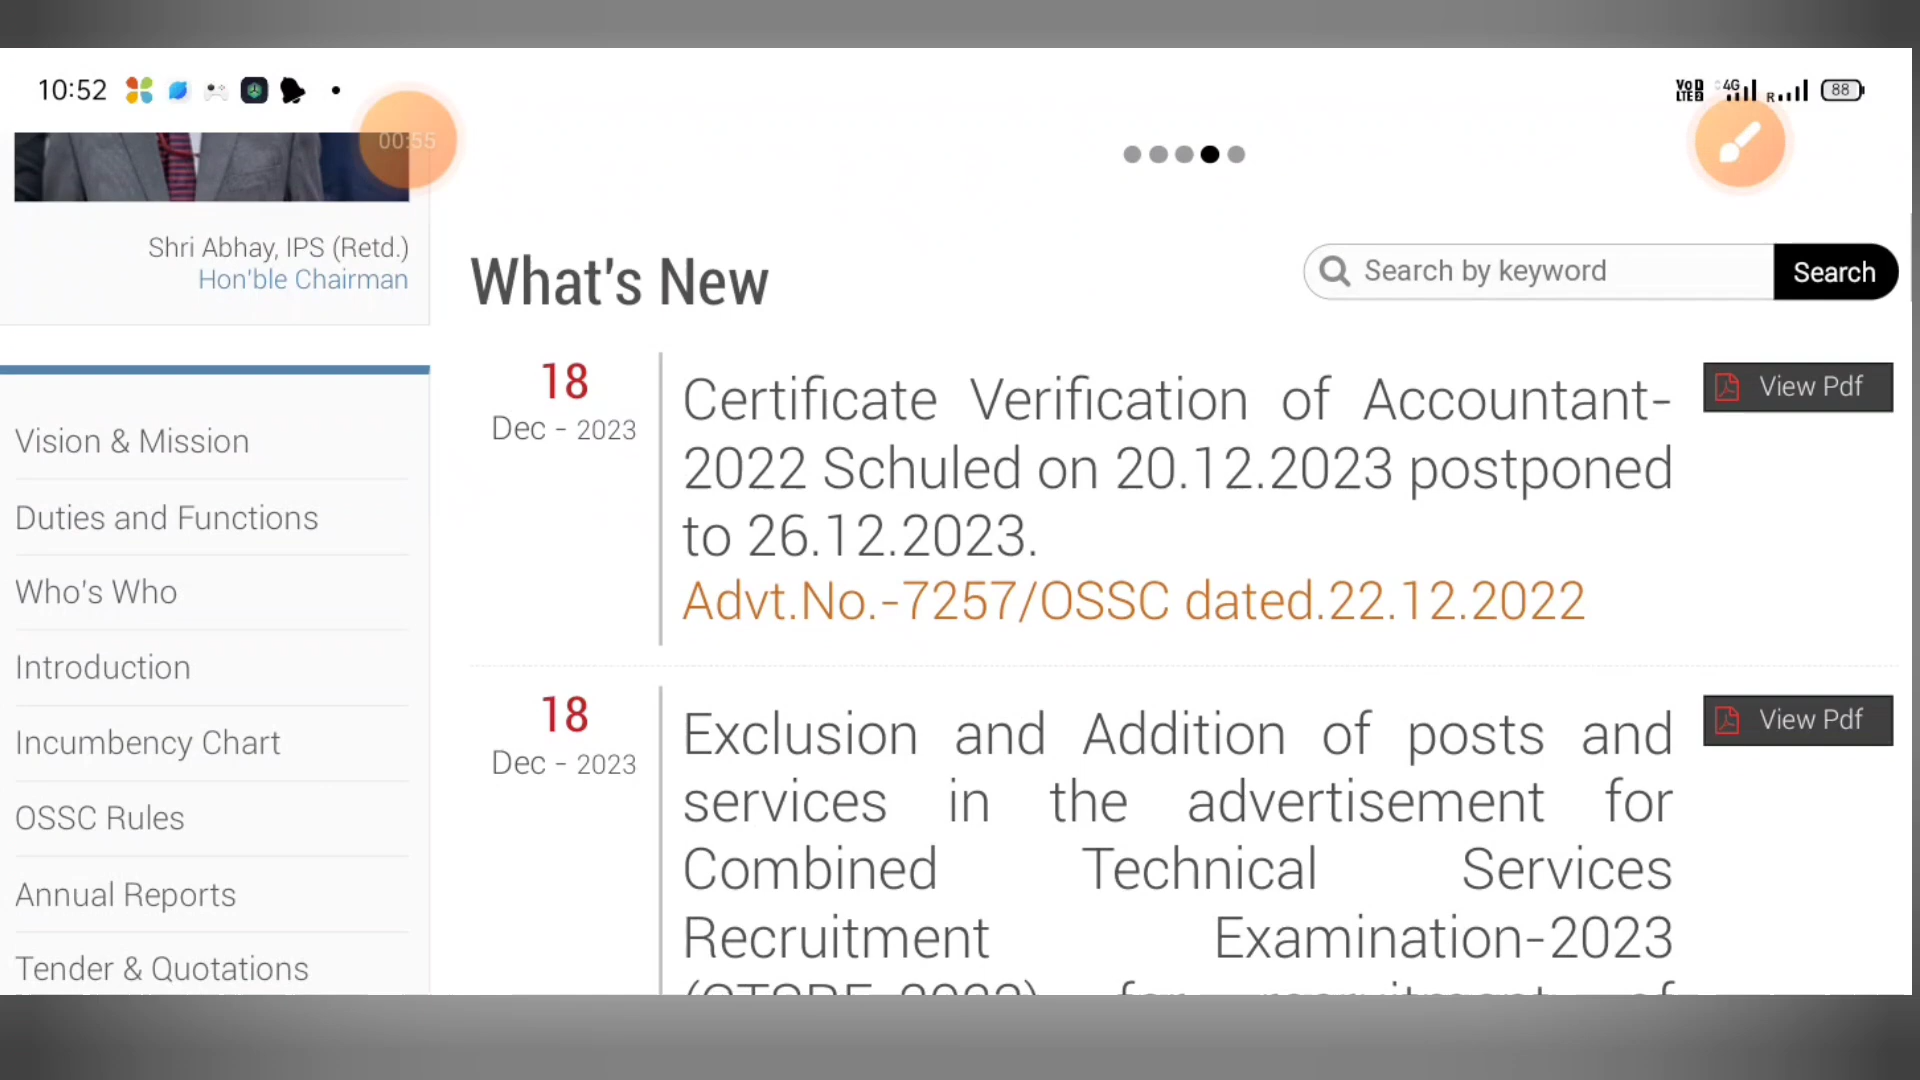 10:52
VoD LTE2 4G R 88
00:55
Shri Abhay, IPS (Retd.)
Hon'ble Chairman
What's New
Search by keyword
Search
18
Dec - 2023
Certificate Verification of Accountant-
2022 Schuled on 20.12.2023 postponed
to 26.12.2023.
Advt.No.-7257/OSSC dated.22.12.2022
View Pdf
18
Dec - 2023
Exclusion and Addition of posts and
services in the advertisement for
Combined Technical Services
Recruitment Examination-2023
View Pdf
Vision & Mission
Duties and Functions
Who's Who
Introduction
Incumbency Chart
OSSC Rules
Annual Reports
Tender & Quotations